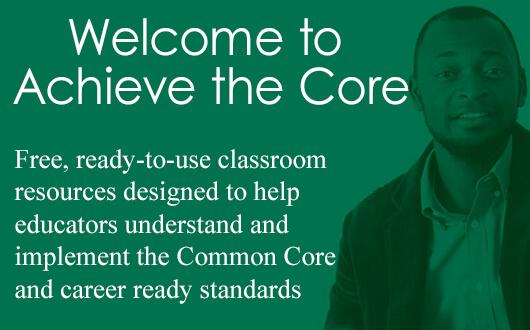 Welcome to
Achieve the Core
Free, ready-to-use classroom
resources designed to help
educators understand and
implement the Common Core
and career ready standards